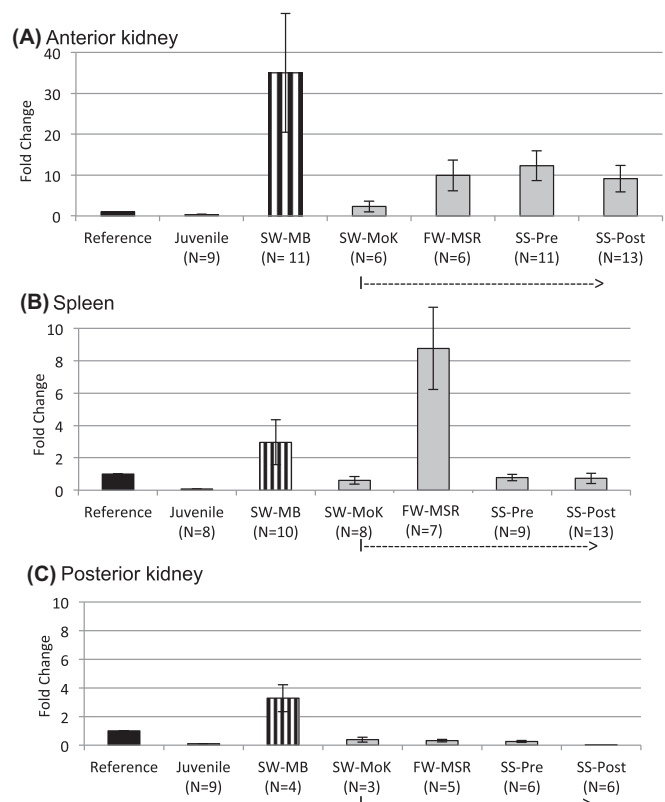 (A) Anterior kidney
40
30
20
10
0
Fold Change
Reference Juvenile SW-MB SW-MoK FW-MSR SS-Pre SS-Post
(N=9) (N= 11) (N=6) (N=6) (N=11) (N=13)
(B) Spleen
10
8
6
4
2
0
Fold Change
Reference Juvenile SW-MB SW-MoK FW-MSR SS-Pre SS-Post
(N=8) (N=10) (N=8) (N=7) (N=9) (N=13)
(C) Posterior kidney
10
8
6
4
2
0
Fold Change
Reference Juvenile SW-MB SW-MoK FW-MSR SS-Pre SS-Post
(N=9) (N=4) (N=3) (N=5) (N=6) (N=6)